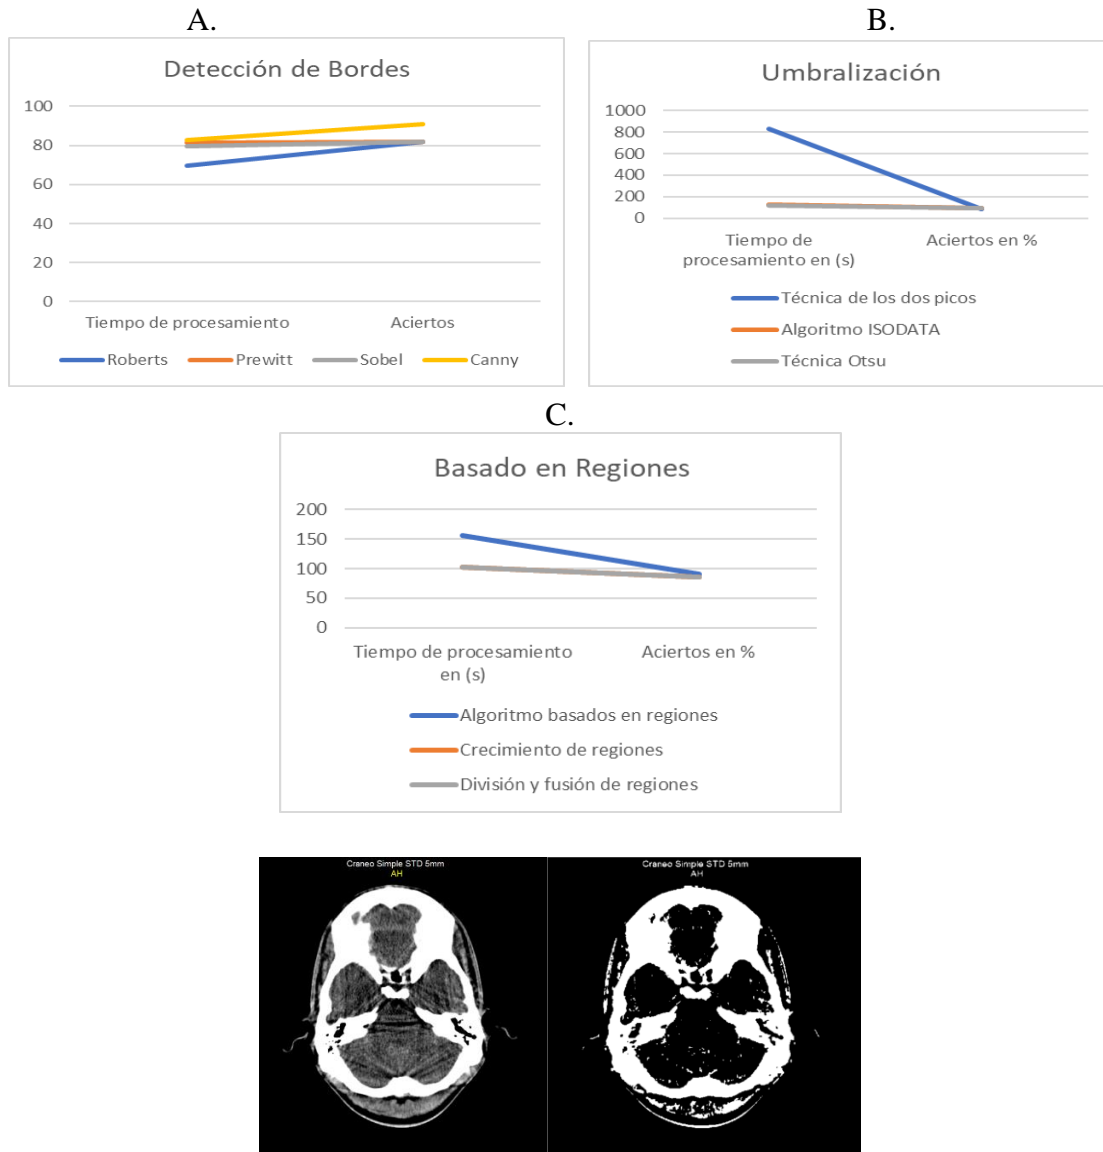 A.
B.
Detección de Bordes
100
80
60
40
20
0
Tiempo de procesamiento
Aciertos
Roberts
Prewitt
Sobel
Canny
Umbralización
1000
800
600
400
200
0
Tiempo de
procesamiento en (s)
Aciertos en %
Técnica de los dos picos
Algoritmo ISODATA
Técnica Otsu
C.
Basado en Regiones
200
150
100
50
0
Tiempo de procesamiento
en (s)
Aciertos en %
Algoritmo basados en regiones
Crecimiento de regiones
División y fusión de regiones
Craneo Simple STD 5mm
AH
Craneo Simple STD 5mm
AH